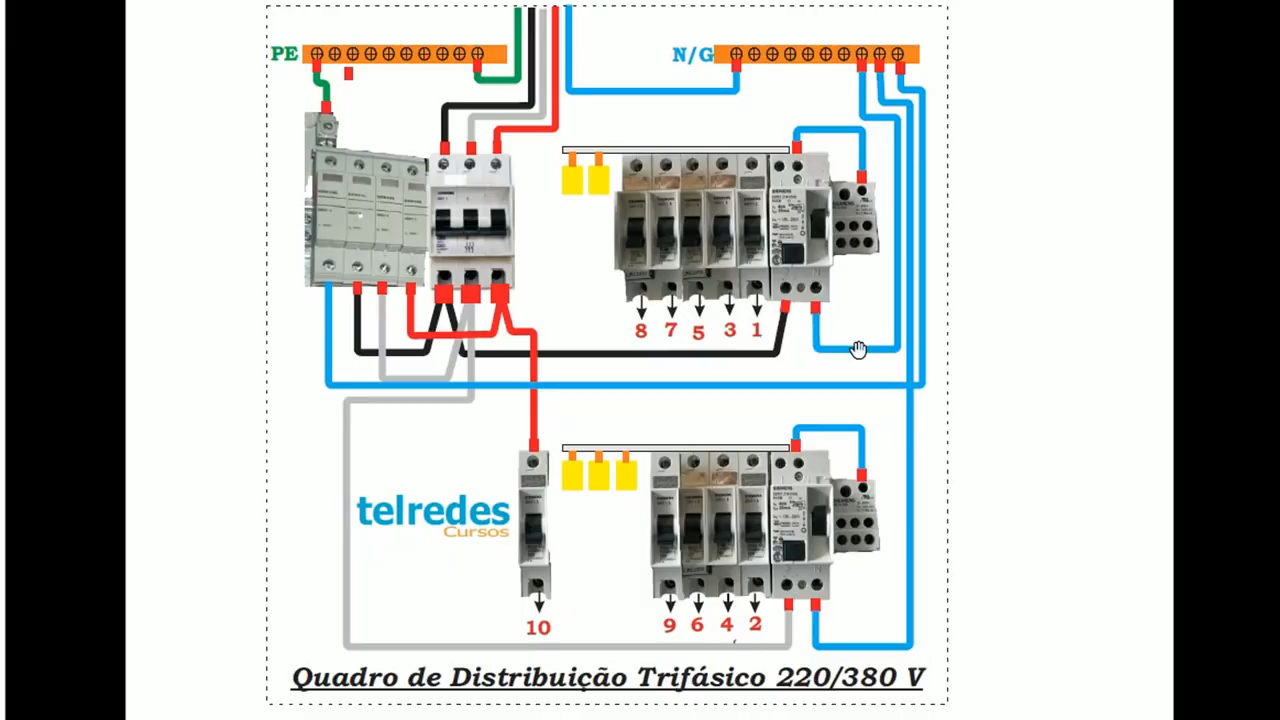 PE
N/G
8 7 5 3 1
telredes
Cursos
10
9 6 4 2
Quadro de Distribuição Trifásico 220/380 V